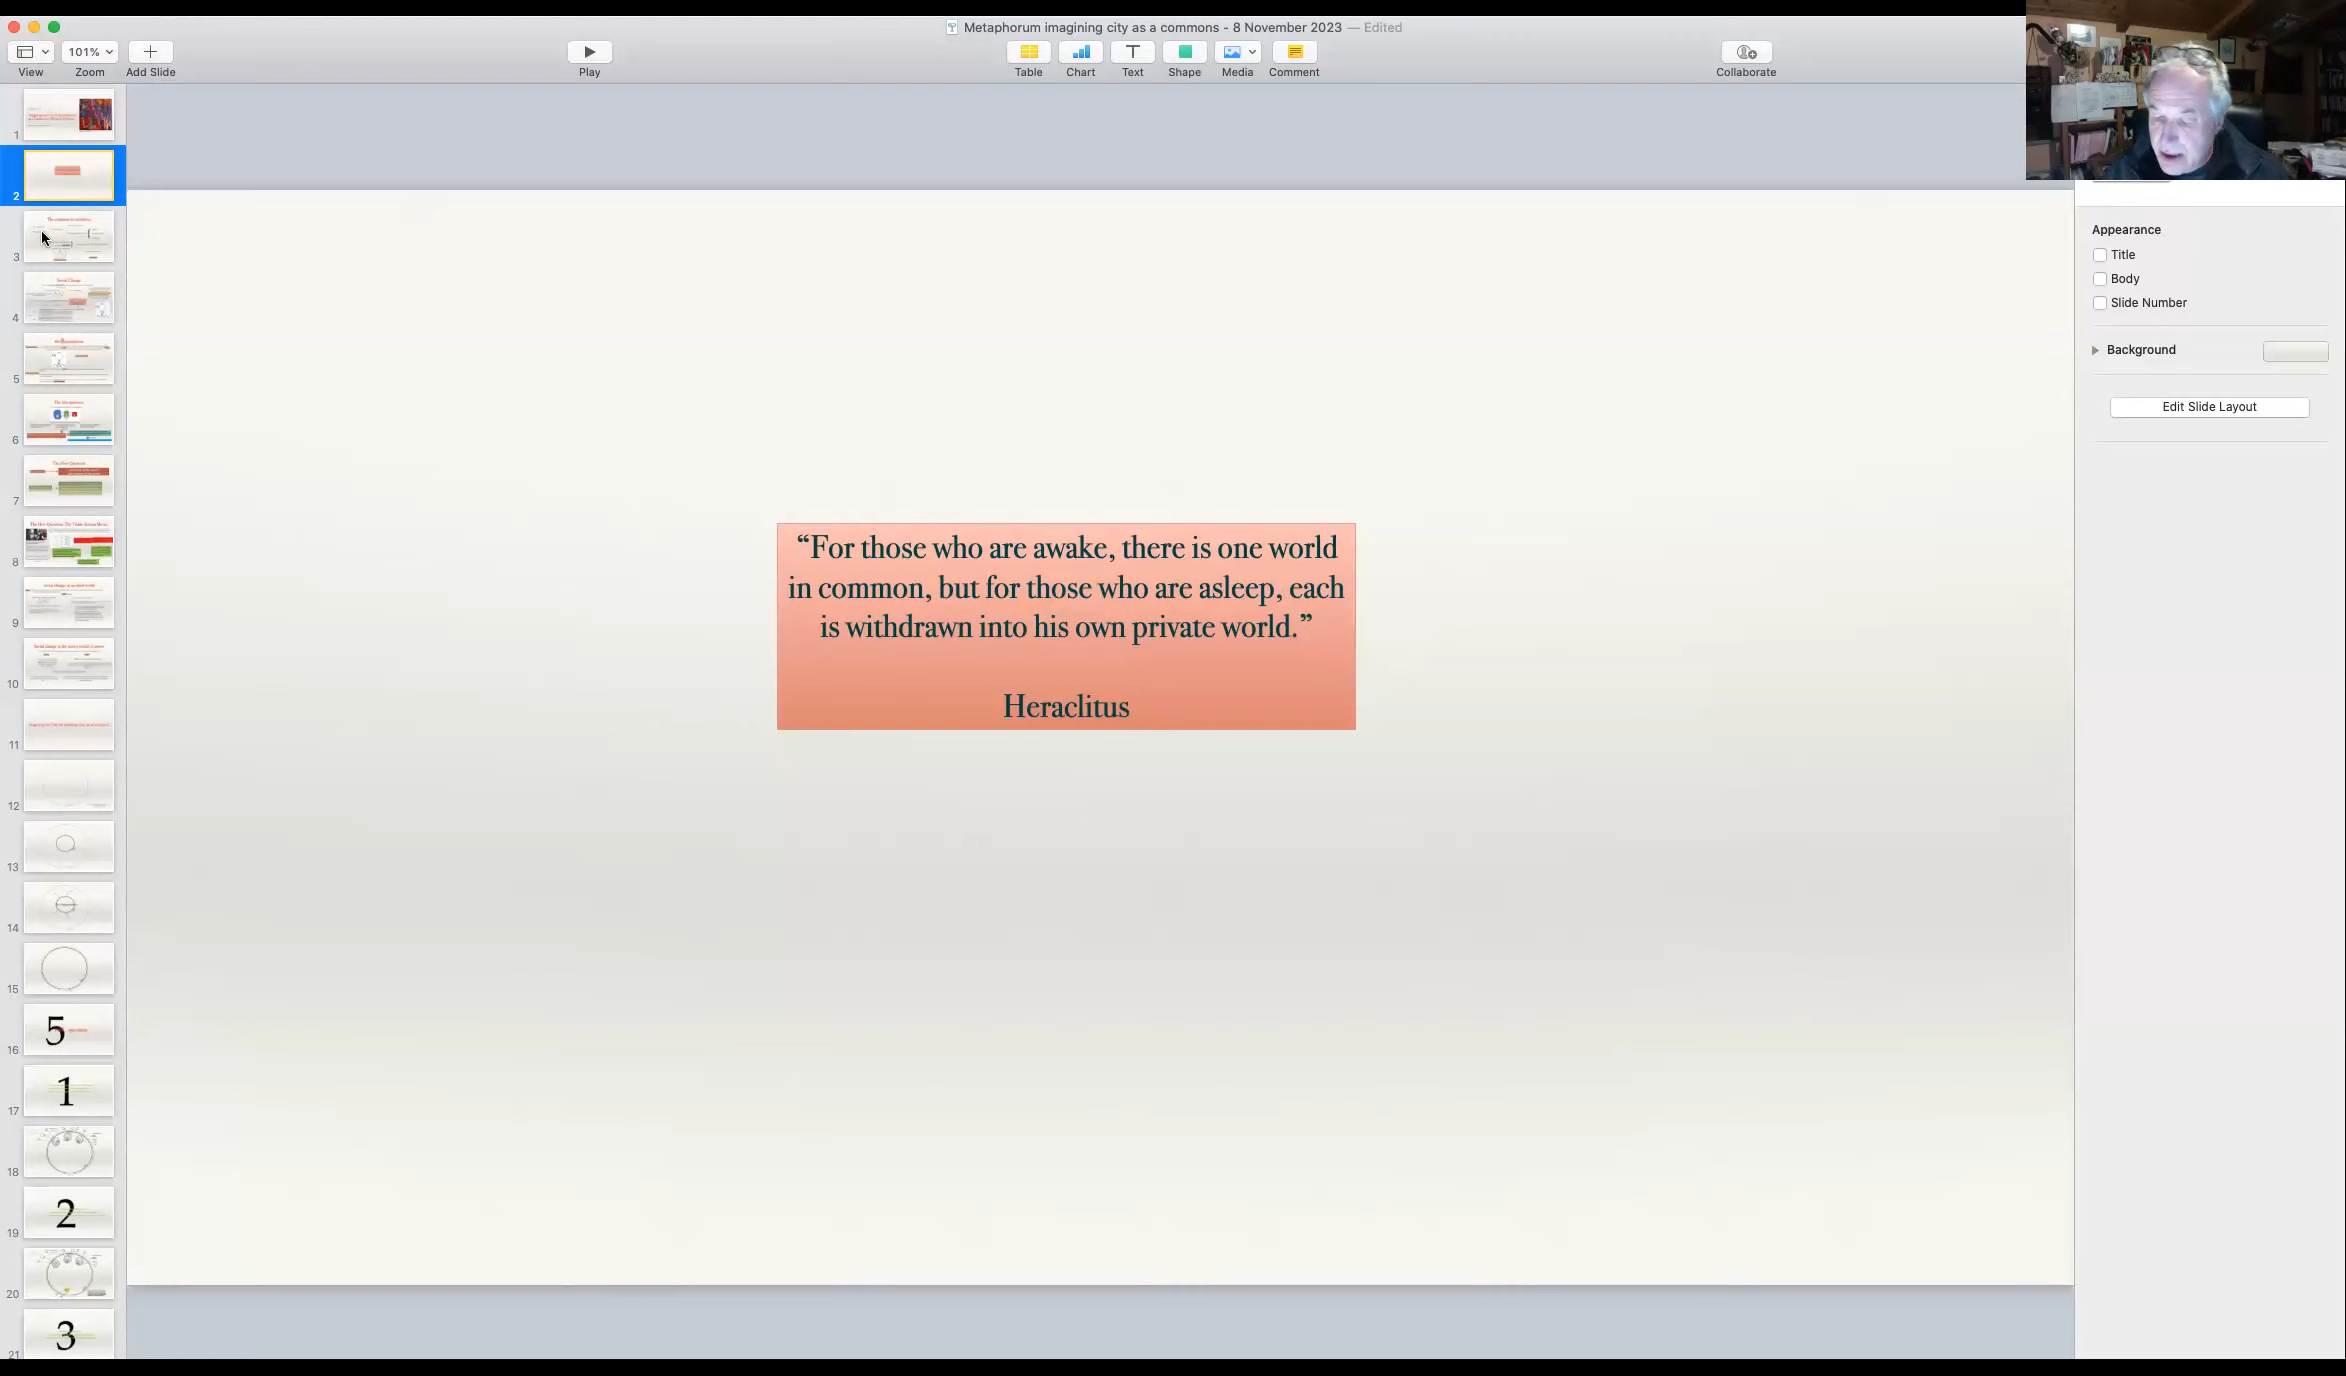 Metaphorum imagining city as a commons - 8 November 2023 — Edited
101%
View
Zoom
Add Slide
Play
Table
Chart
Text
Shape
Media
Comment
Collaborate
1
2
3
4
5
6
7
8
9
10
11
12
13
14
15
16
5
17
1
18
19
2
20
21
3
“For those who are awake, there is one world
in common, but for those who are asleep, each
is withdrawn into his own private world.”
Heraclitus
Appearance
Title
Body
Slide Number
Background
Edit Slide Layout